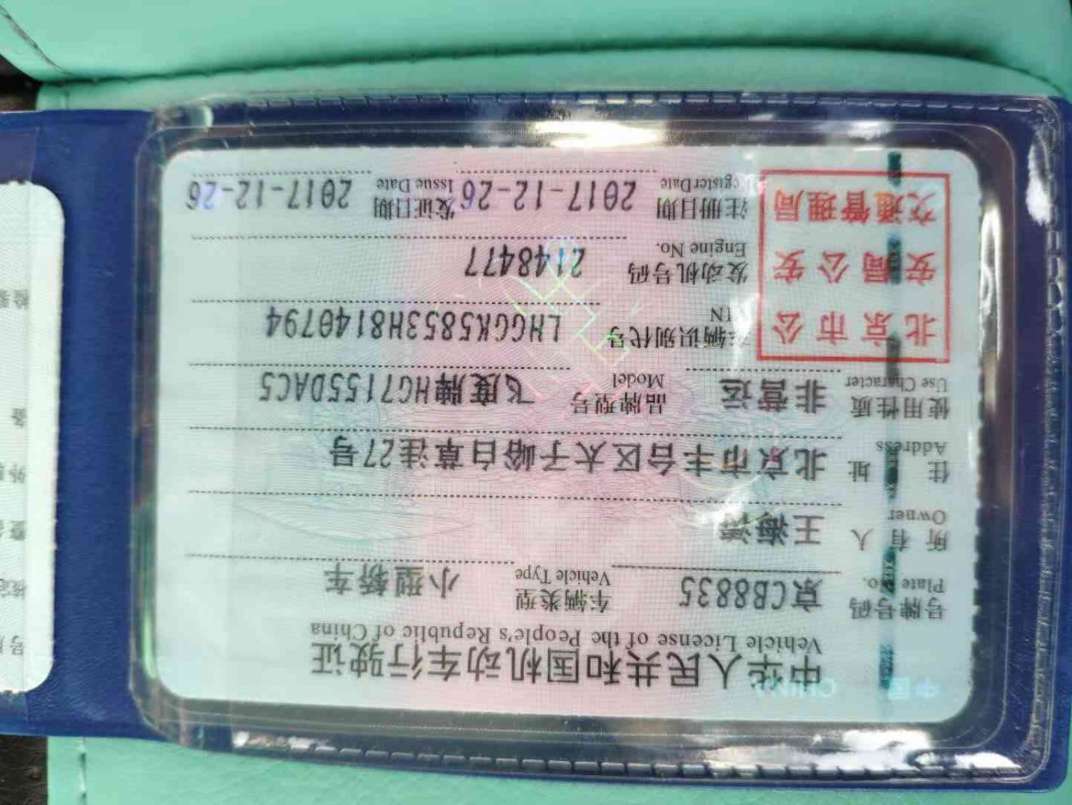 中华人民共和国机动车行驶证
Vehicle License of the People's Republic of China
号牌号码 京CB8835 车辆类型 小型轿车
Plate No. Vehicle Type
所有人 王海涛
Owner
住址 北京市丰台区太子峪白草洼27号
Address
使用性质 非营运 品牌型号 飞度牌HG7155DAC5
Use Character Model
北京市公安局公安交通管理局
车辆识别代号 LHGGK5853H8140794
VIN
发动机号码 2148477
Engine No.
注册日期 2017-12-26 发证日期 2017-12-26
Register Date Issue Date